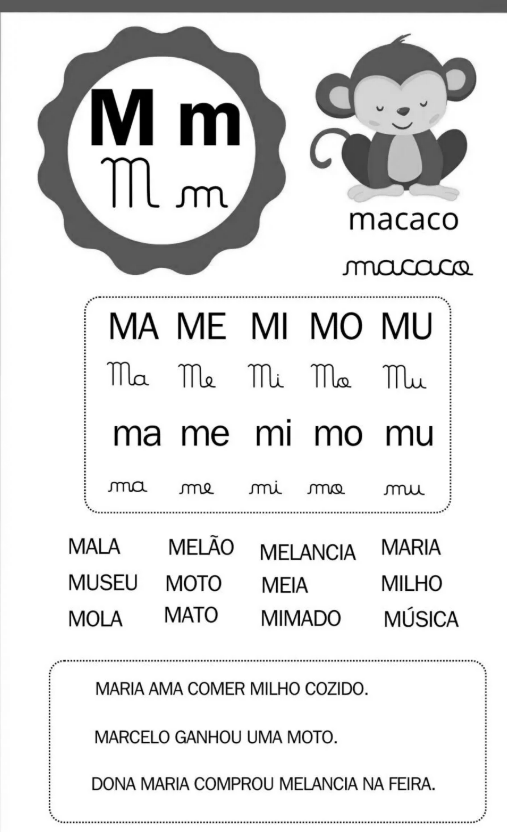 M m
M m
macaco
macaco
MA ME MI MO MU
Ma Me Mi Mo Mu
ma me mi mo mu
ma me mi mo mu
MALA MELÃO MELANCIA MARIA
MUSEU MOTO MEIA MILHO
MOLA MATO MIMADO MÚSICA
MARIA AMA COMER MILHO COZIDO.
MARCELO GANHOU UMA MOTO.
DONA MARIA COMPROU MELANCIA NA FEIRA.